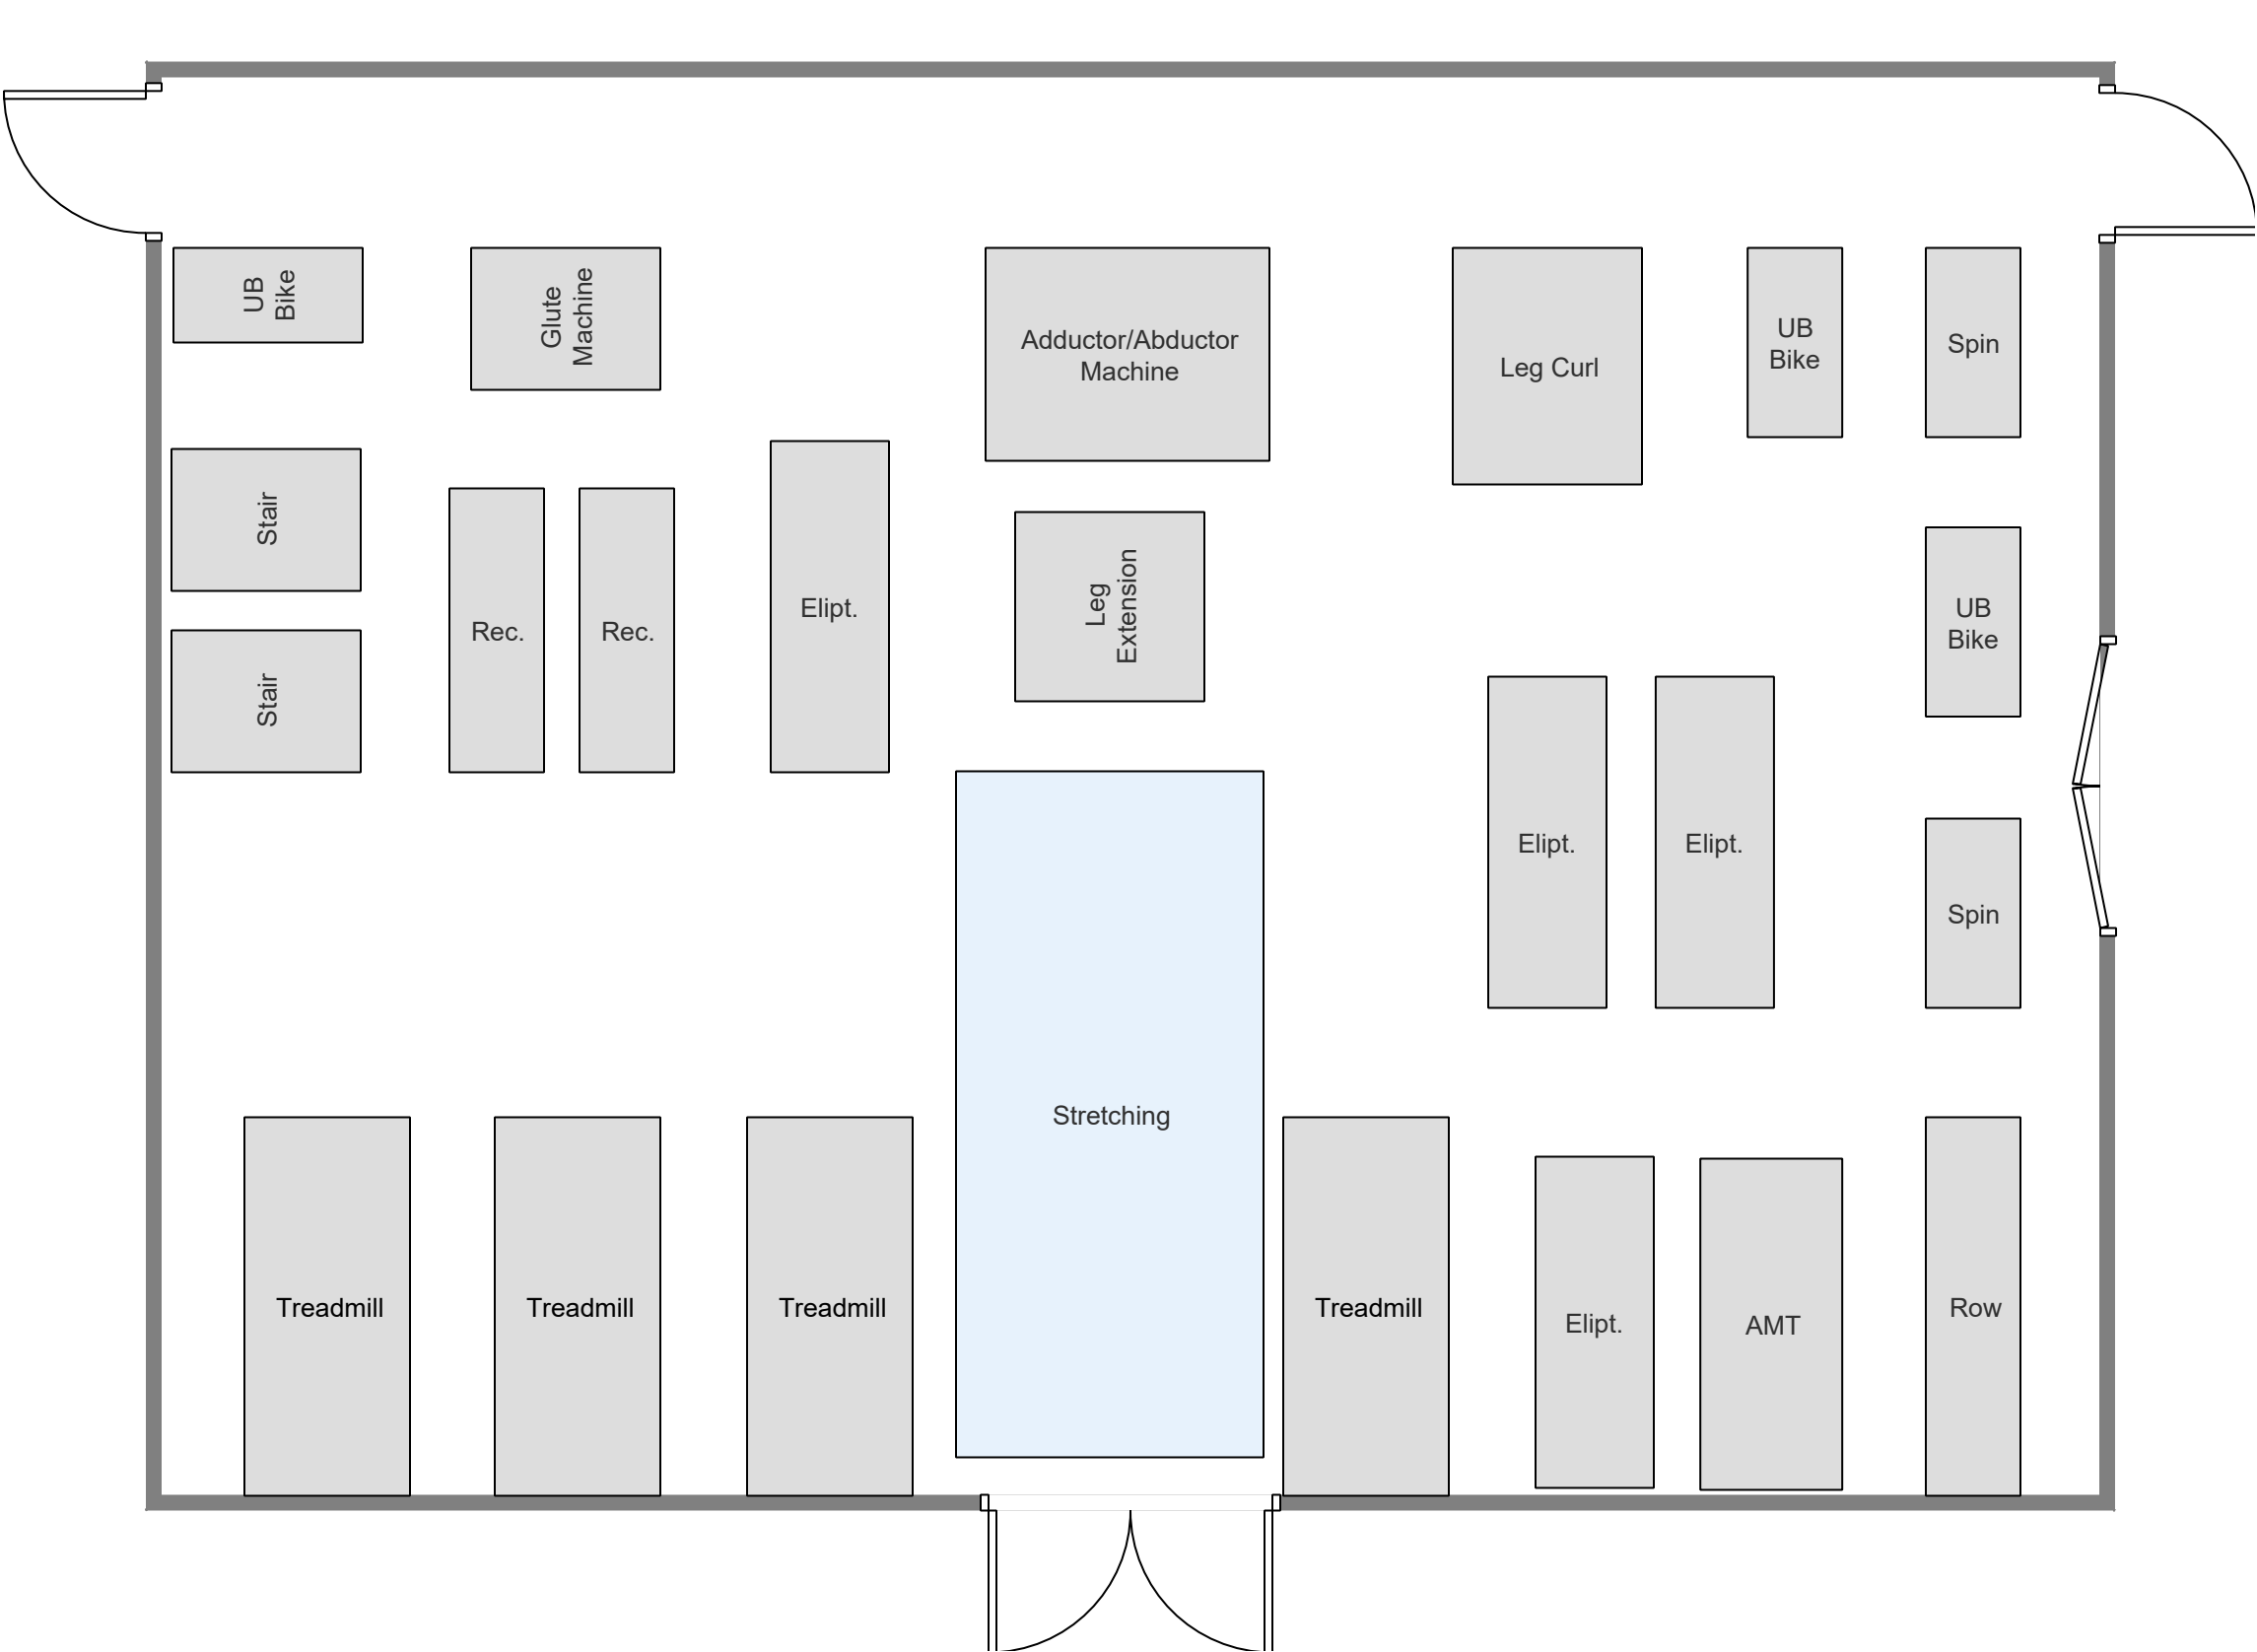 UB
Bike
Glute
Machine
Adductor/Abductor
Machine
Leg Curl
UB
Bike
Spin
Stair
Rec.
Rec.
Elipt.
Leg
Extension
UB
Bike
Stair
Elipt.
Elipt.
Spin
Stretching
Treadmill
Treadmill
Treadmill
Treadmill
Elipt.
AMT
Row